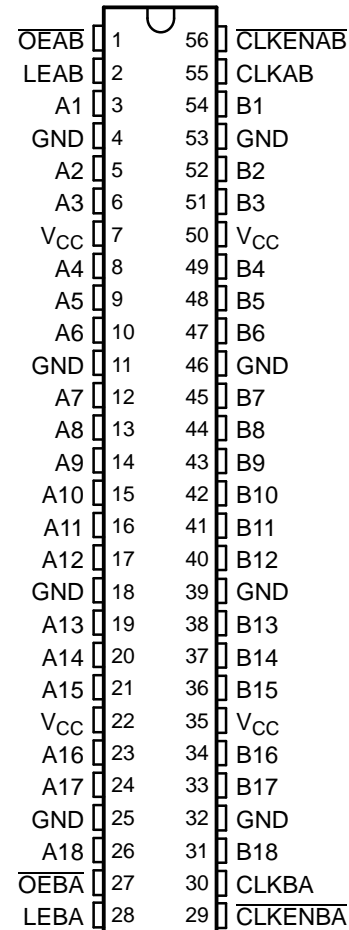 OEAB 1 56 CLKENAB
LEAB 2 55 CLKAB
A1 3 54 B1
GND 4 53 GND
A2 5 52 B2
A3 6 51 B3
VCC 7 50 VCC
A4 8 49 B4
A5 9 48 B5
A6 10 47 B6
GND 11 46 GND
A7 12 45 B7
A8 13 44 B8
A9 14 43 B9
A10 15 42 B10
A11 16 41 B11
A12 17 40 B12
GND 18 39 GND
A13 19 38 B13
A14 20 37 B14
A15 21 36 B15
VCC 22 35 VCC
A16 23 34 B16
A17 24 33 B17
GND 25 32 GND
A18 26 31 B18
OEBA 27 30 CLKBA
LEBA 28 29 CLKENBA